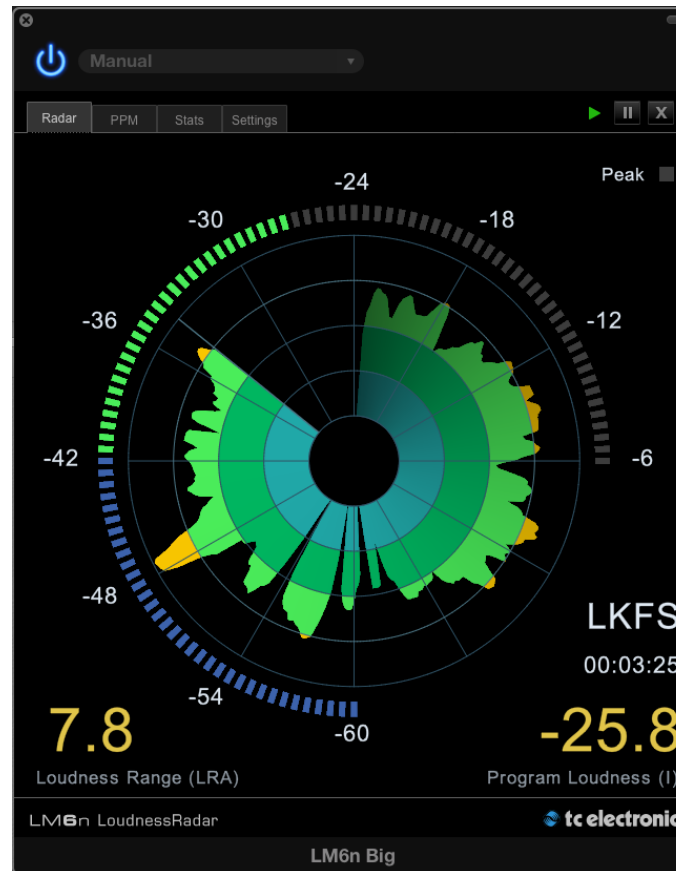 Manual
Radar PPM Stats Settings X
Peak
-24
-30 -18
-36 -12
-42 -6
-48
LKFS
00:03:25
-54
7.8 -25.8
-60
Loudness Range (LRA) Program Loudness (I)
LM6n LoudnessRadar tc electronic
LM6n Big